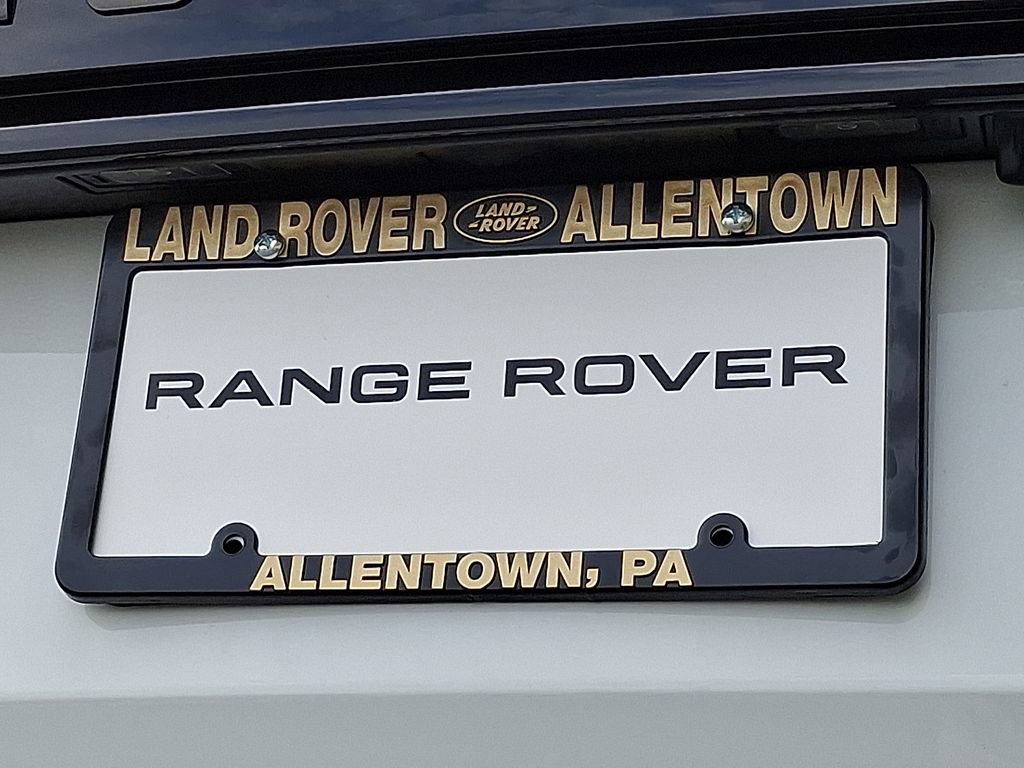 LAND ROVER LAND- -ROVER ALLENTOWN
RANGE ROVER
ALLENTOWN, PA